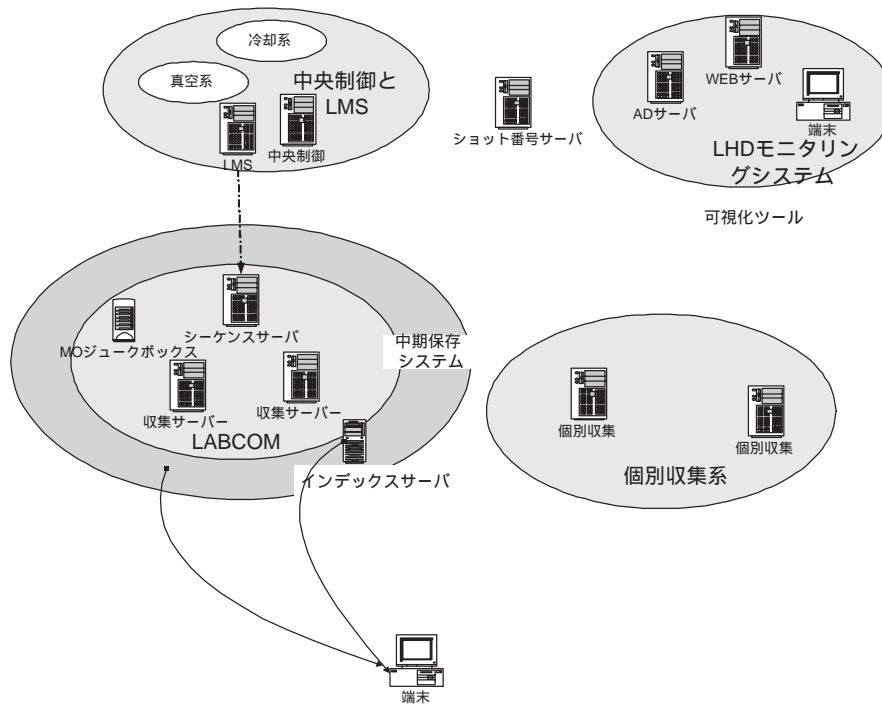 冷却系
真空系
中央制御と
LMS
LMS
中央制御
ショット番号サーバ
WEBサーバ
ADサーバ
端末
LHDモニタリン
グシステム
可視化ツール
シーケンスサーバ
MOジュークボックス
中期保存
システム
収集サーバー
収集サーバー
LABCOM
インデックスサーバ
個別収集
個別収集
個別収集系
端末